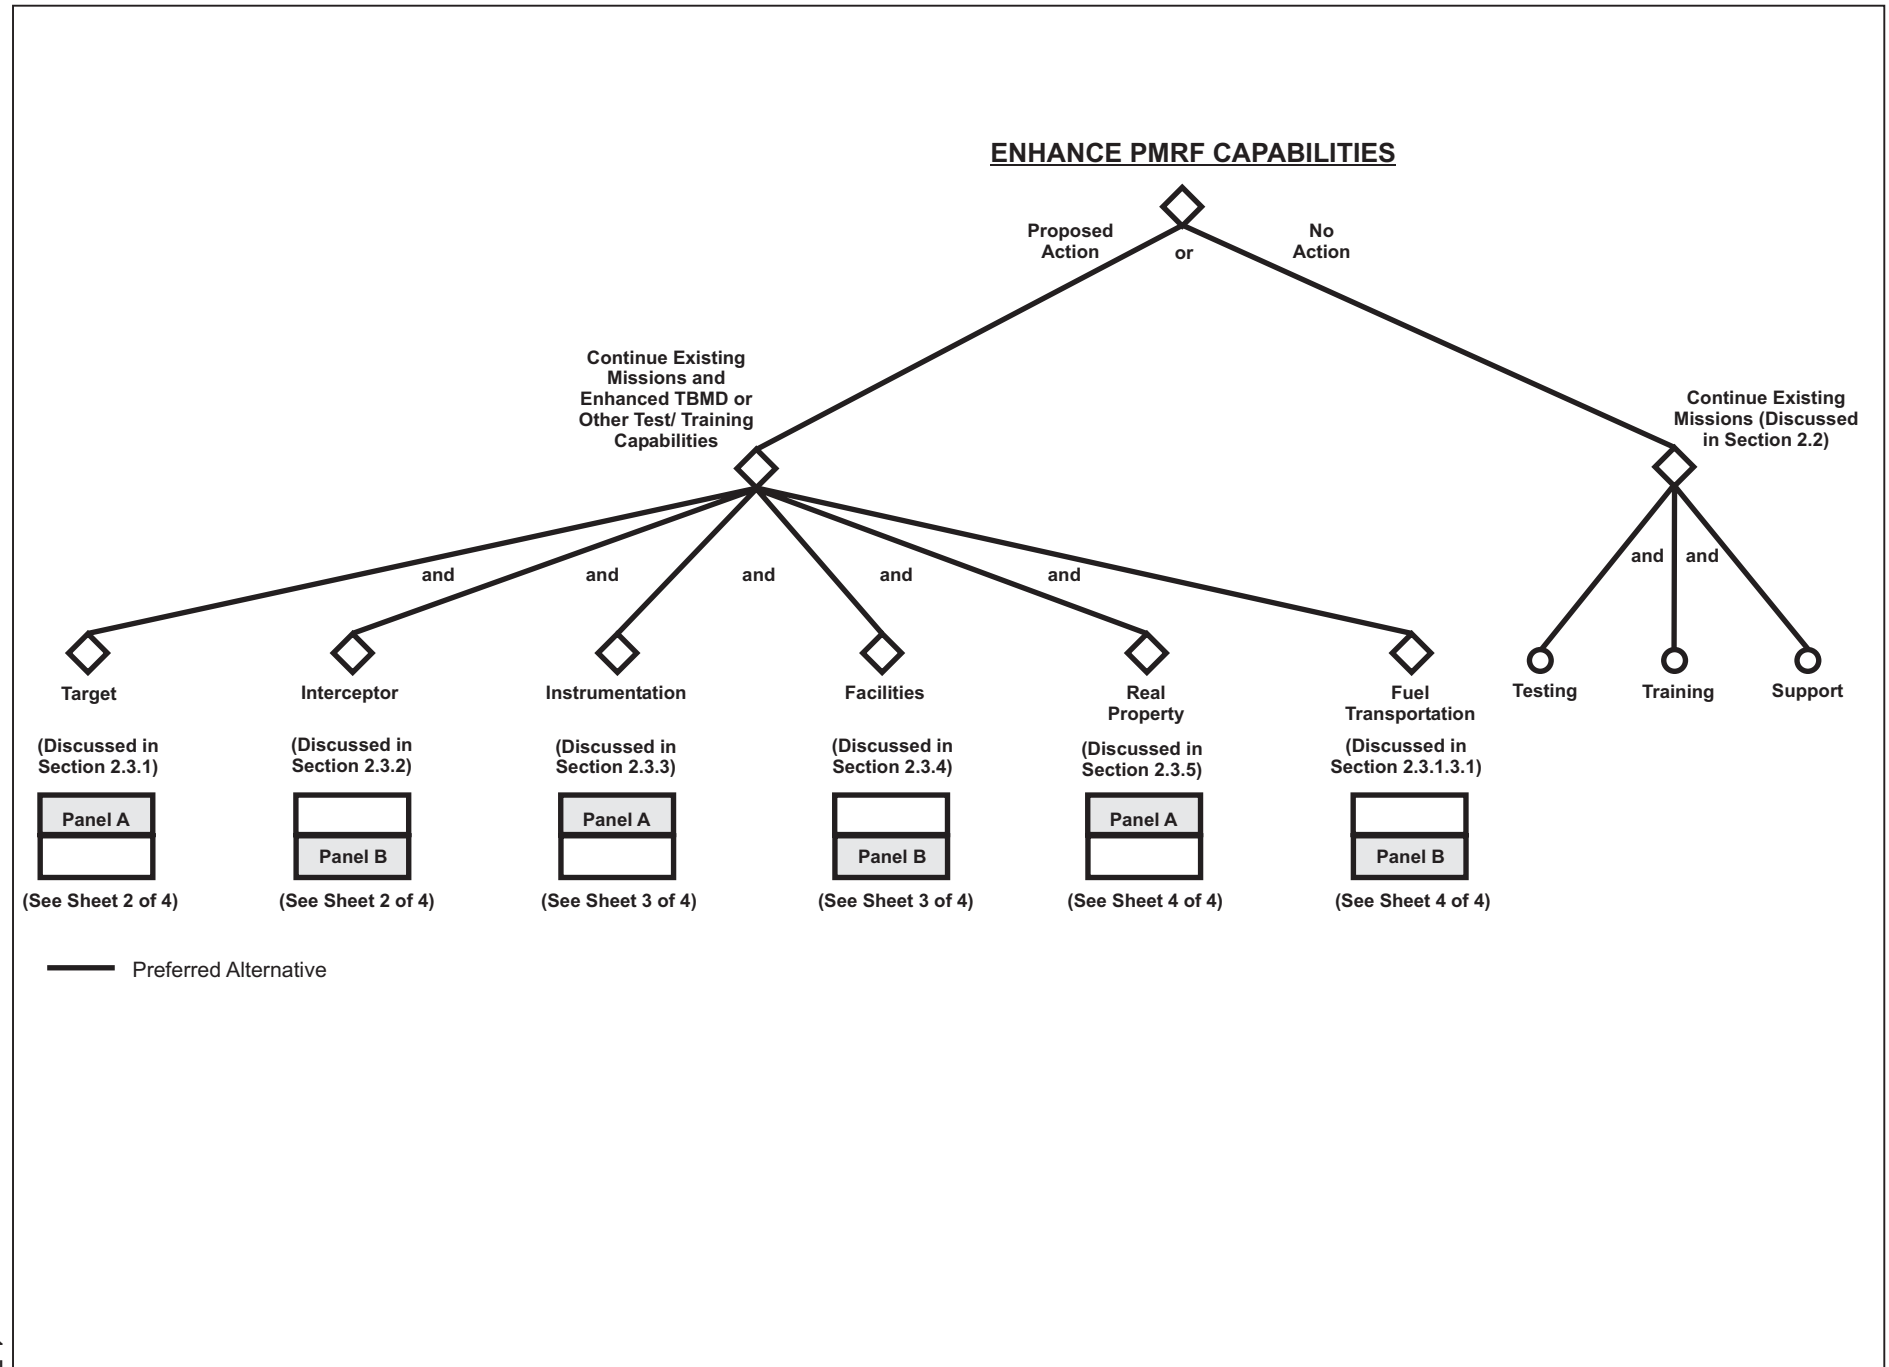 ENHANCE PMRF CAPABILITIES
Proposed
Action
or
No
Action
Continue Existing
Missions and
Enhanced TBMD or
Other Test/ Training
Capabilities
Continue Existing
Missions (Discussed
in Section 2.2)
and
and
and
and
and
and
and
Target
Interceptor
Instrumentation
Facilities
Real
Property
Fuel
Transportation
Testing
Training
Support
(Discussed in
Section 2.3.1)
(Discussed in
Section 2.3.2)
(Discussed in
Section 2.3.3)
(Discussed in
Section 2.3.4)
(Discussed in
Section 2.3.5)
(Discussed in
Section 2.3.1.3.1)
Panel A
Panel B
Panel A
Panel B
Panel A
Panel B
(See Sheet 2 of 4)
(See Sheet 2 of 4)
(See Sheet 3 of 4)
(See Sheet 3 of 4)
(See Sheet 4 of 4)
(See Sheet 4 of 4)
Preferred Alternative